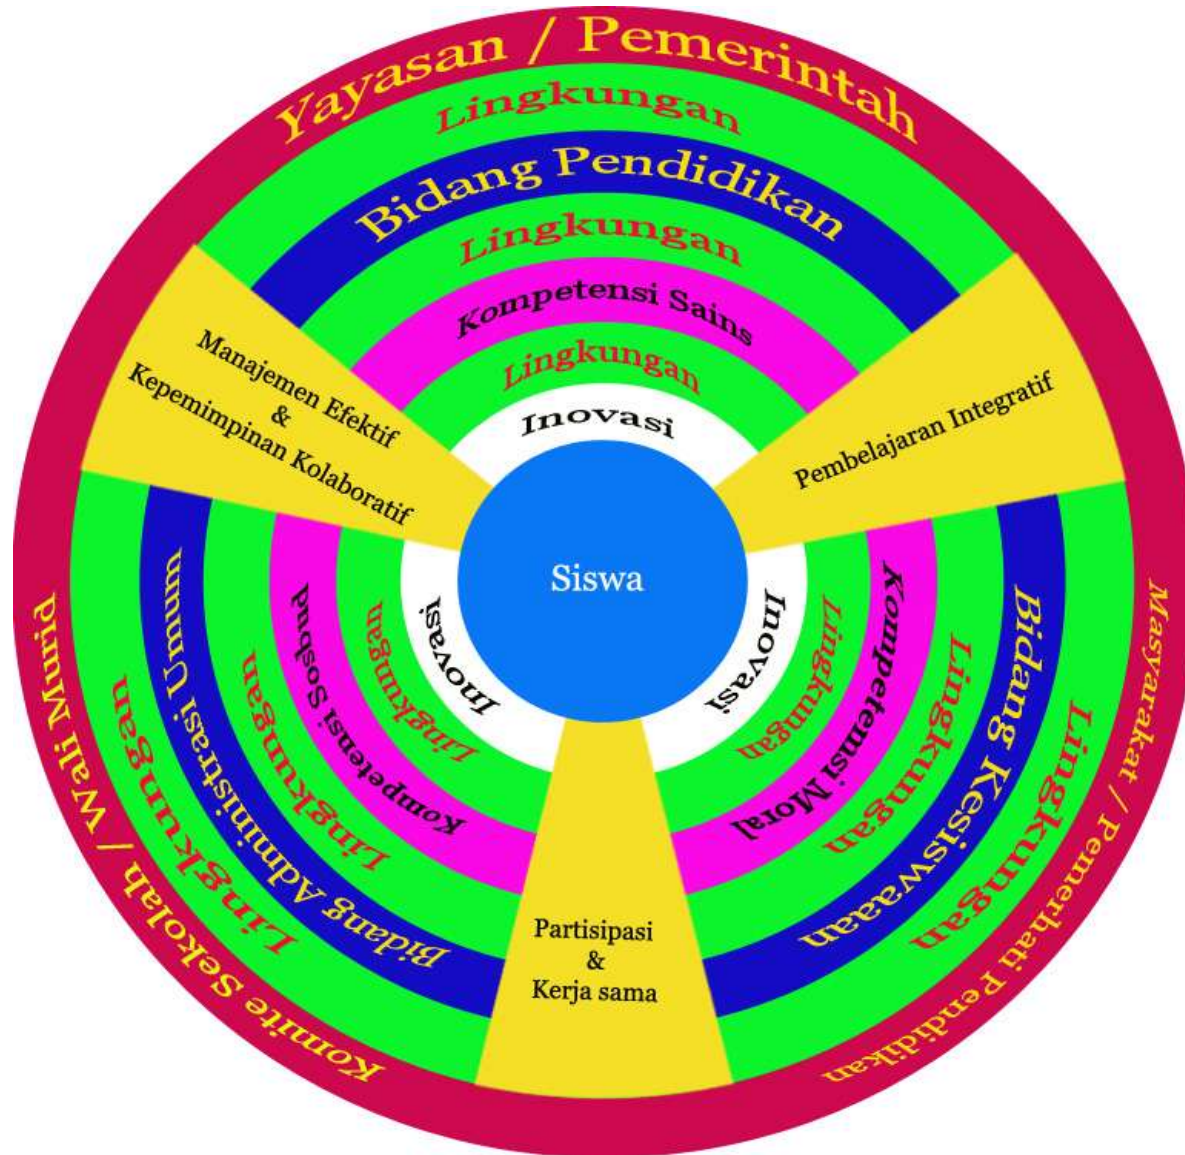 Yayasan / Pemerintah
Lingkungan
Bidang Pendidikan
Lingkungan
Kompetensi Sains
Lingkungan
Inovasi
Manajemen Efektif
&
Kepemimpinan Kolaboratif
Pembelajaran Integratif
Siswa
Komite Sekolah / Wali Murid
Lingkungan
Bidang Administrasi Umum
Lingkungan
Kompetensi Sosbud
Lingkungan
Inovasi
Inovasi
Lingkungan
Kompetemsi Moral
Lingkungan
Bidang Kesiswaaan
Lingkungan
Masyarakat / Pemerhati Pendidikan
Partisipasi
&
Kerja sama